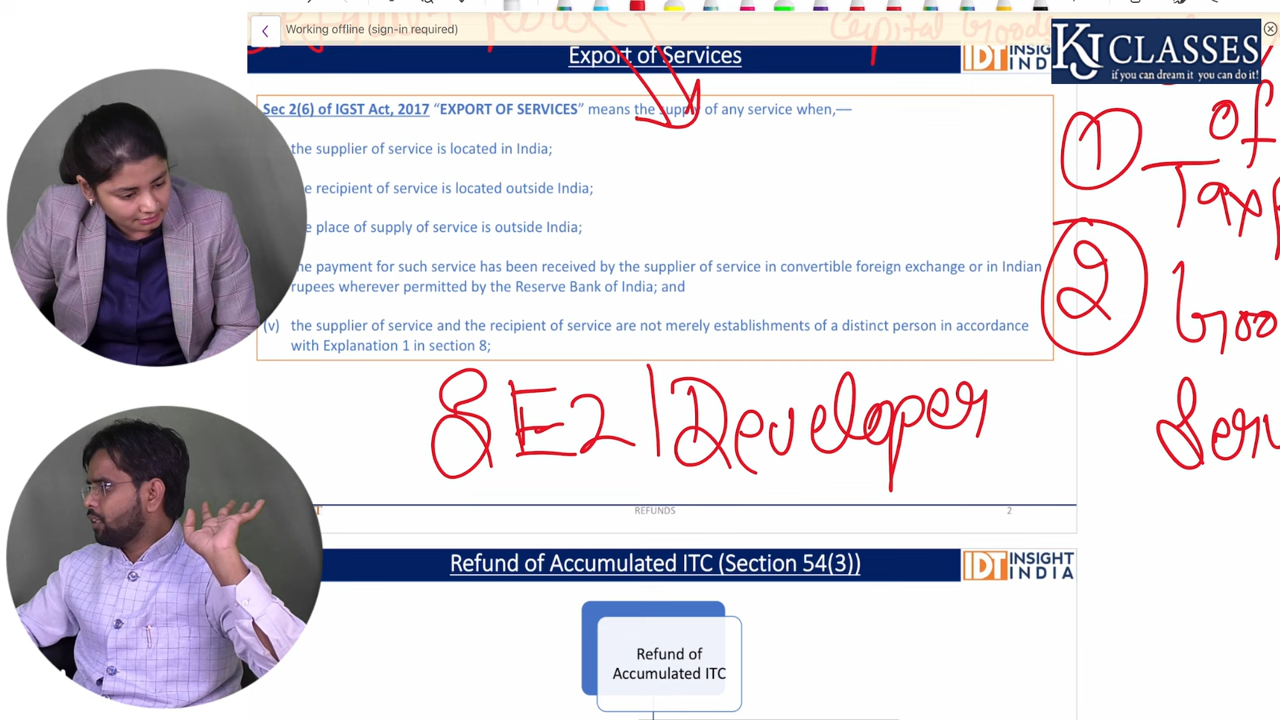 Capital Goods
Working offline (sign-in required)
KJ CLASSES
if you can dream it you can do it!
Export of Services
IDT INSIGHT
INDIA
Sec 2(6) of IGST Act, 2017 “EXPORT OF SERVICES” means the supply of any service when,—
the supplier of service is located in India;
recipient of service is located outside India;
place of supply of service is outside India;
payment for such service has been received by the supplier of service in convertible foreign exchange or in Indian
rupees wherever permitted by the Reserve Bank of India; and
(v) the supplier of service and the recipient of service are not merely establishments of a distinct person in accordance
with Explanation 1 in section 8;
1 of
2
SEZ | Developer
REFUNDS
2
Refund of Accumulated ITC (Section 54(3))
IDT INSIGHT
INDIA
Refund of
Accumulated ITC